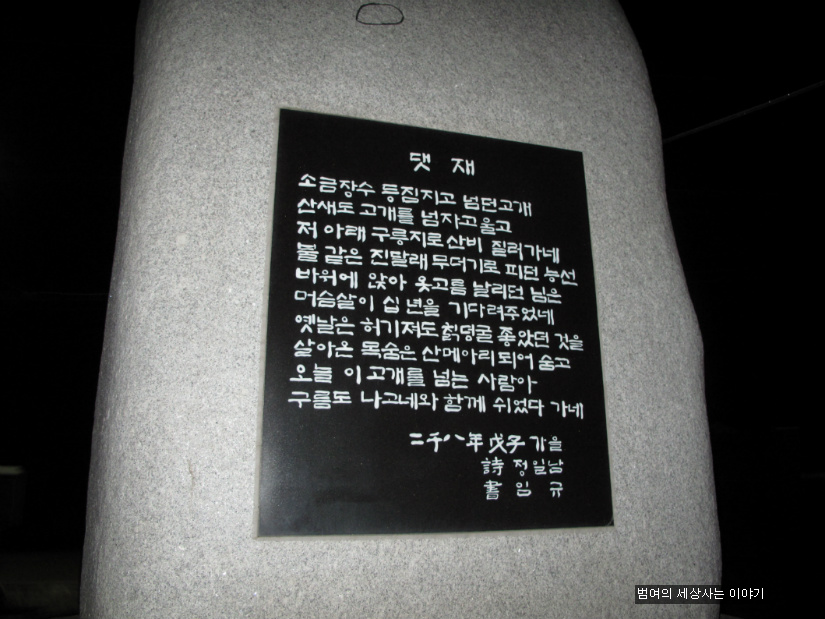 댓재
소금장수 등짐지고 넘던고개
산새도 고개를 넘자고울고
저 아래 구릉지로 산비 질러가네
불 같은 진달래 무더기로 피던 능선
바위에 앉아 옷고름 날리던 님은
머슴살이 십 년을 기다려주었네
옛날은 허기져도 칡덩굴 좋았던 것을
살아온 목숨은 산메아리되어 숨고
오늘 이 고개를 넘는 사람아
구름도 나그네와 함께 쉬었다 가네
二千八年 戊子 가을
詩 정일남
書 임 규
범여의 세상사는 이야기